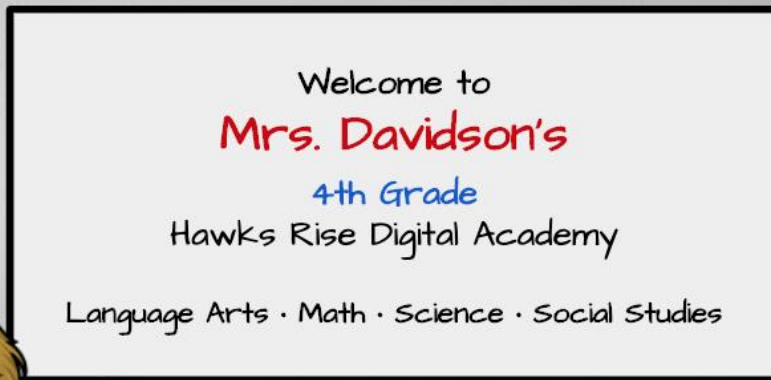 Welcome to
Mrs. Davidson's
4th Grade
Hawks Rise Digital Academy
Language Arts · Math · Science · Social Studies